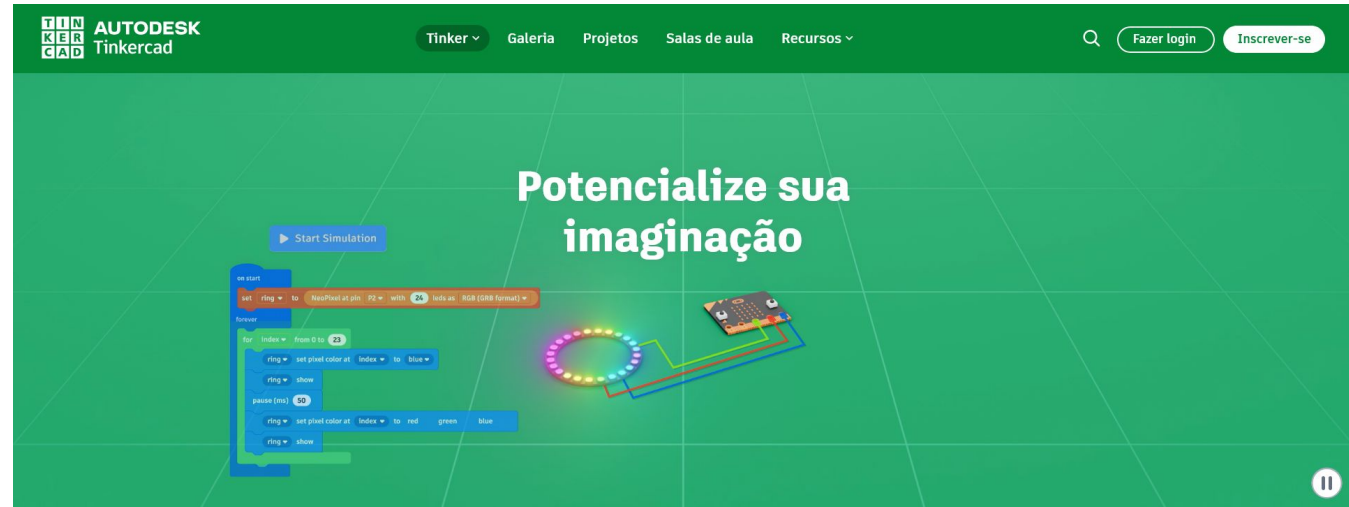 TINKERCAD
AUTODESK
Tinkercad
Tinker Galeria Projetos Salas de aula Recursos
Fazer login Inscrever-se
Potencialize sua
imaginação
Start Simulation
on start
set ring to NeoPixel at pin P2 with 24 leds as RGB (GRB format)
forever
for index from 0 to 23
ring set pixel color at index to blue
ring show
pause (ms) 50
ring set pixel color at index to red green blue
ring show